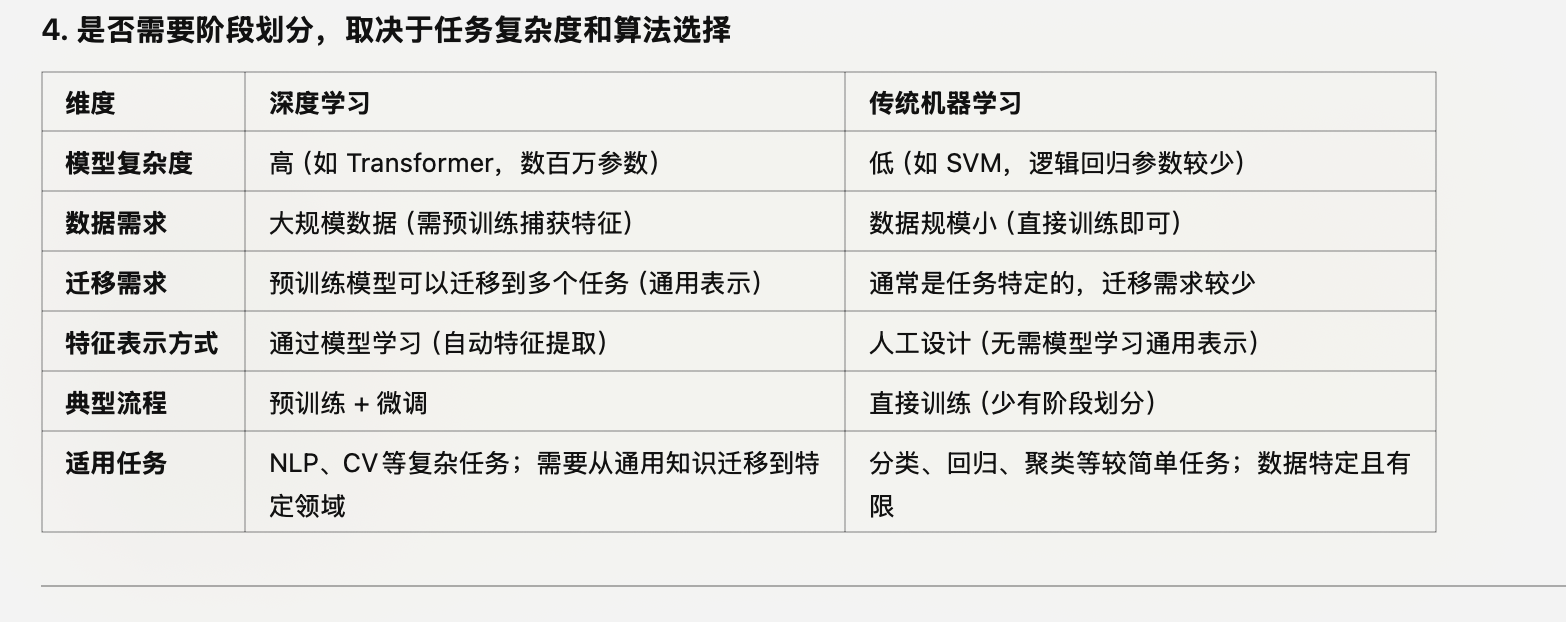 4. 是否需要阶段划分，取决于任务复杂度和算法选择
维度 深度学习 传统机器学习
模型复杂度 高（如 Transformer，数百万参数） 低（如 SVM，逻辑回归参数较少）
数据需求 大规模数据（需预训练捕获特征） 数据规模小（直接训练即可）
迁移需求 预训练模型可以迁移到多个任务（通用表示） 通常是任务特定的，迁移需求较少
特征表示方式 通过模型学习（自动特征提取） 人工设计（无需模型学习通用表示）
典型流程 预训练 + 微调 直接训练（少有阶段划分）
适用任务 NLP、CV等复杂任务；需要从通用知识迁移到特 分类、回归、聚类等较简单任务；数据特定且有
定领域 限